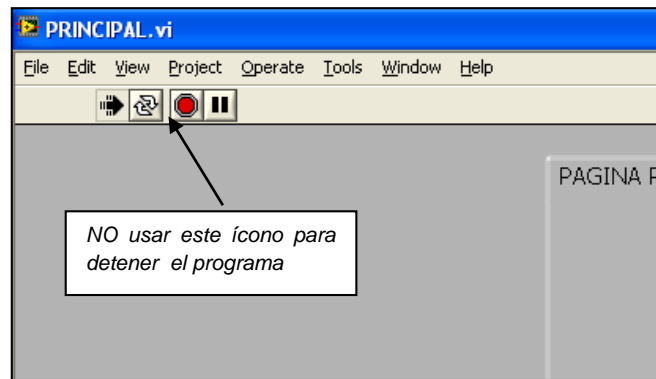 PRINCIPAL.vi
File Edit View Project Operate Tools Window Help
PAGINA
NO usar este ícono para
detener el programa